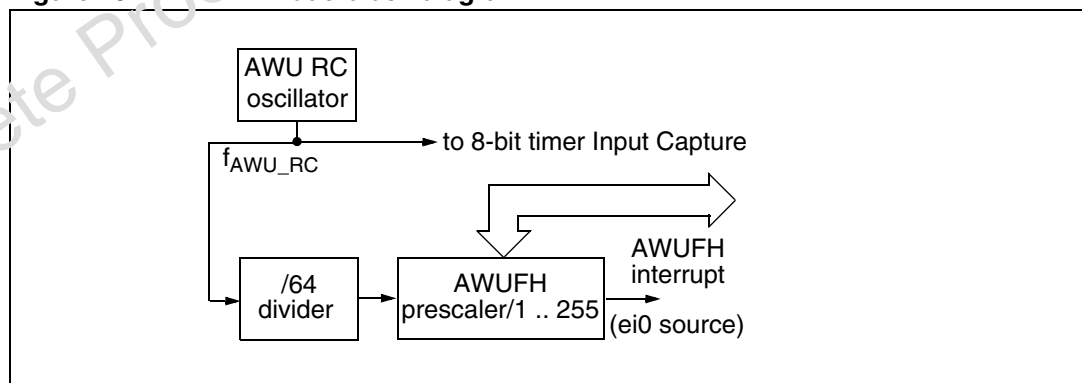 AWU RC
oscillator
to 8-bit timer Input Capture
fAWU_RC
AWUFH
interrupt
(ei0 source)
/64
divider
AWUFH
prescaler/1 .. 255